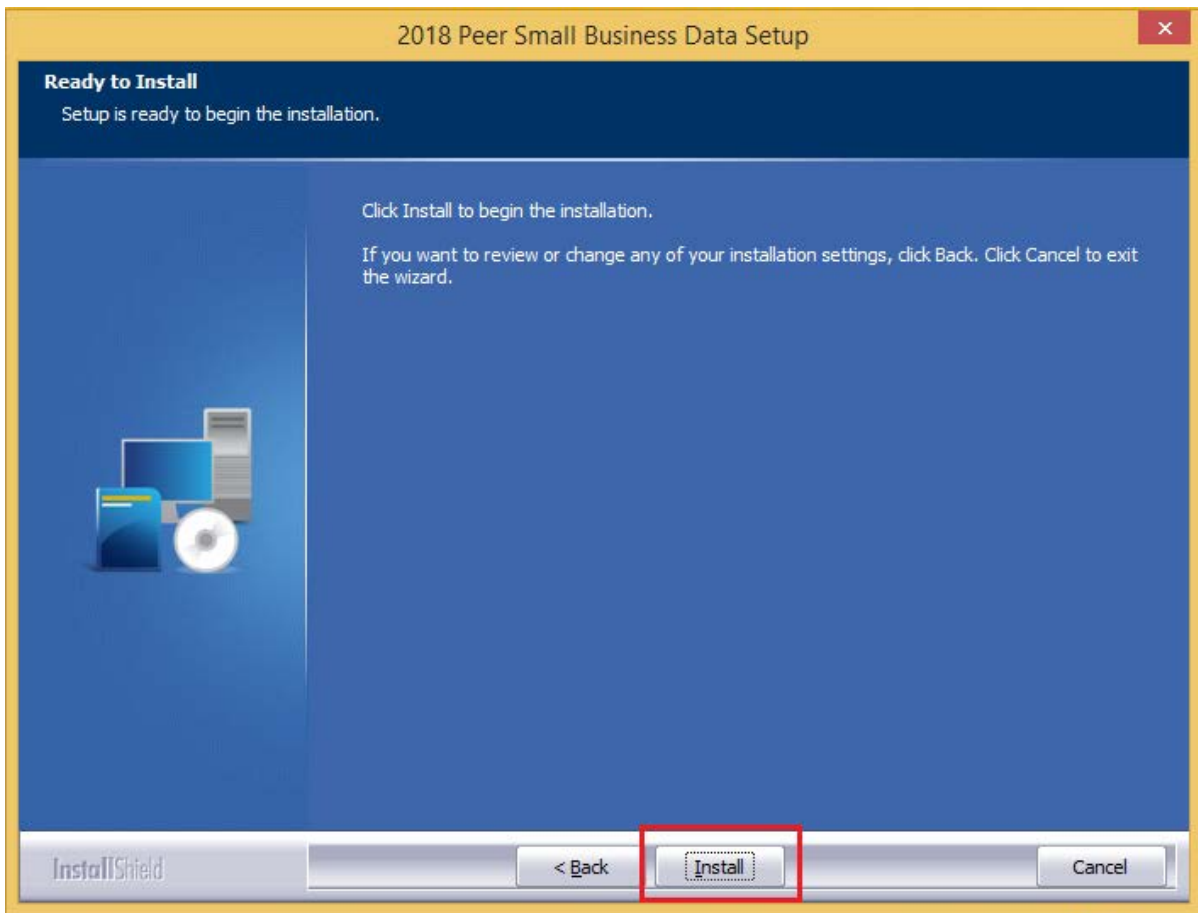 2018 Peer Small Business Data Setup
Ready to Install
Setup is ready to begin the installation.
Click Install to begin the installation.
If you want to review or change any of your installation settings, click Back. Click Cancel to exit
the wizard.
InstallShield
< Back
Install
Cancel